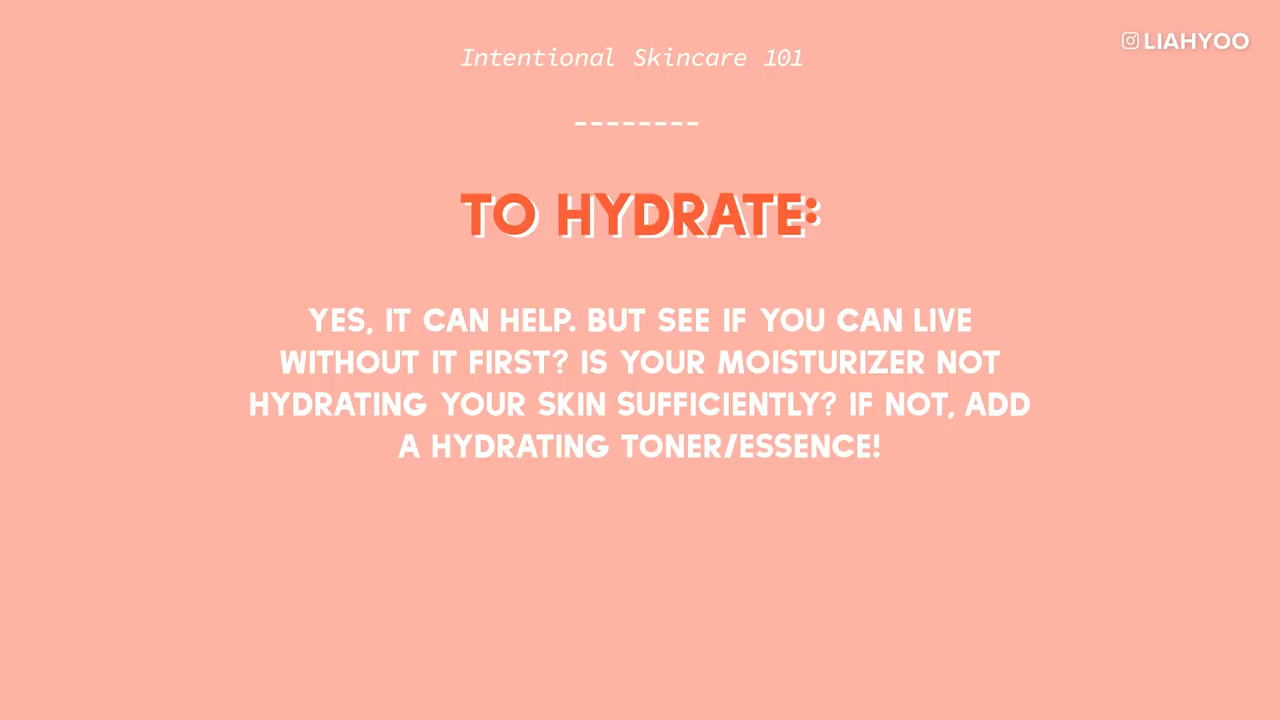 Intentional Skincare 101
LIAHYOO
--------
TO HYDRATE:
YES, IT CAN HELP. BUT SEE IF YOU CAN LIVE
WITHOUT IT FIRST? IS YOUR MOISTURIZER NOT
HYDRATING YOUR SKIN SUFFICIENTLY? IF NOT, ADD
A HYDRATING TONER/ESSENCE!